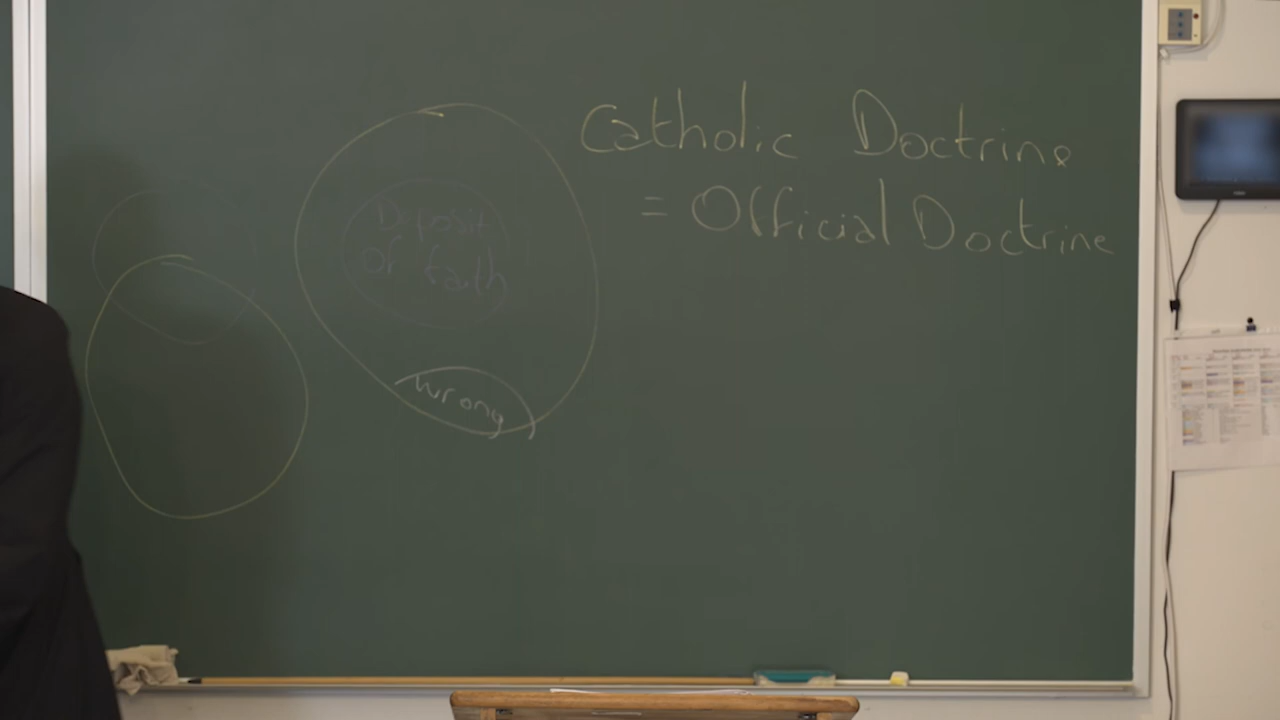 Catholic Doctrine
= Official Doctrine
Deposit
of faith
Wrong